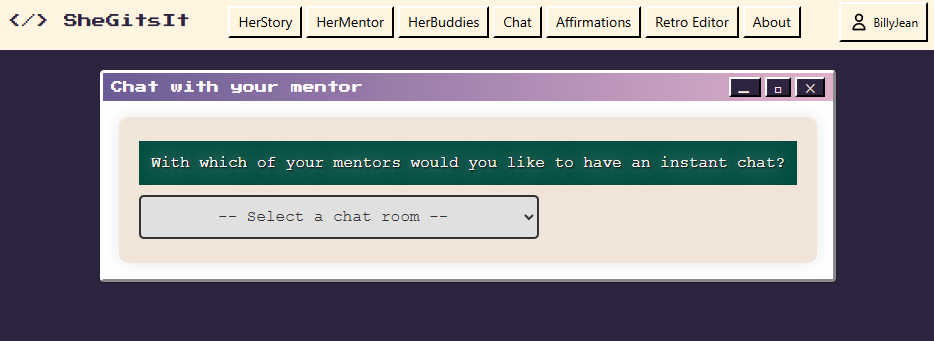 </> SheGitsIt
HerStory
HerMentor
HerBuddies
Chat
Affirmations
Retro Editor
About
BillyJean
Chat with your mentor
With which of your mentors would you like to have an instant chat?
-- Select a chat room --